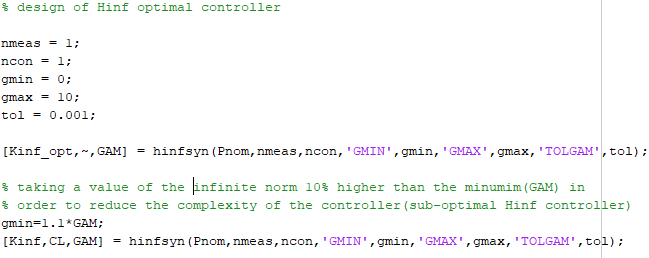 % design of Hinf optimal controller
nmeas = 1;
ncon = 1;
gmin = 0;
gmax = 10;
tol = 0.001;
[Kinf_opt,~,GAM] = hinfsyn(Pnom,nmeas,ncon,'GMIN',gmin,'GMAX',gmax,'TOLGAM',tol);
% taking a value of the infinite norm 10% higher than the minumim(GAM) in
% order to reduce the complexity of the controller(sub-optimal Hinf controller)
gmin=1.1*GAM;
[Kinf,CL,GAM] = hinfsyn(Pnom,nmeas,ncon,'GMIN',gmin,'GMAX',gmax,'TOLGAM',tol);